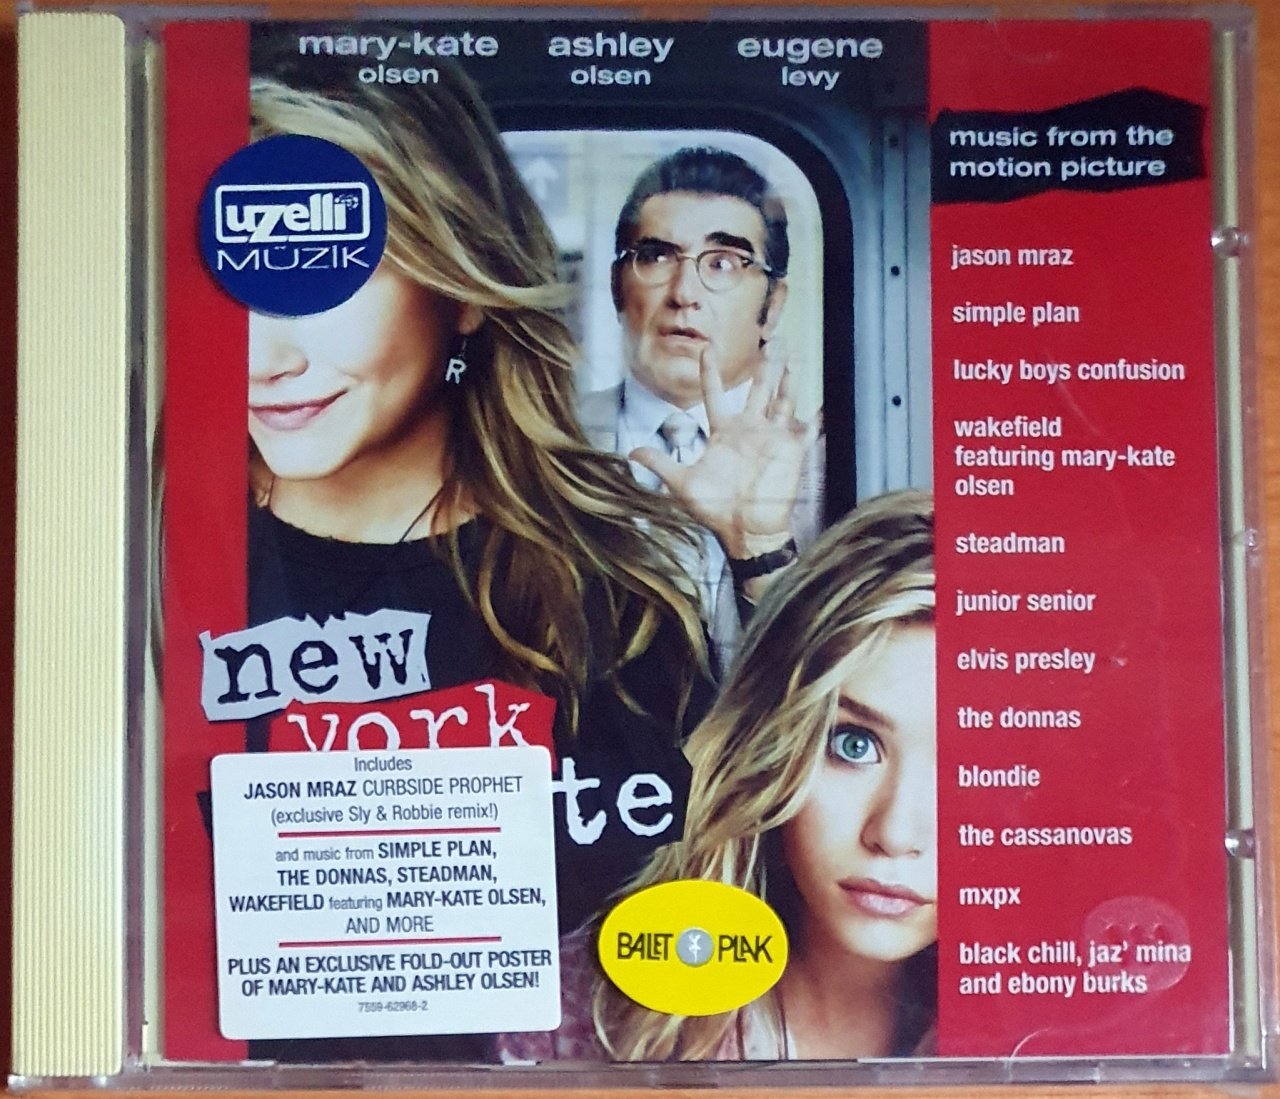 mary-kate
olsen
ashley
olsen
eugene
levy
uzelli
MÜZİK
R
music from the
motion picture
jason mraz
simple plan
lucky boys confusion
wakefield
featuring mary-kate
olsen
steadman
junior senior
elvis presley
the donnas
blondie
the cassanovas
mxpx
black chill, jaz' mina
and ebony burks
new
york
te
Includes
JASON MRAZ CURBSIDE PROPHET
(exclusive Sly & Robbie remix!)
and music from SIMPLE PLAN,
THE DONNAS, STEADMAN,
WAKEFIELD featuring MARY-KATE OLSEN,
AND MORE
PLUS AN EXCLUSIVE FOLD-OUT POSTER
OF MARY-KATE AND ASHLEY OLSEN!
7559-62968-2
BALET PLAK